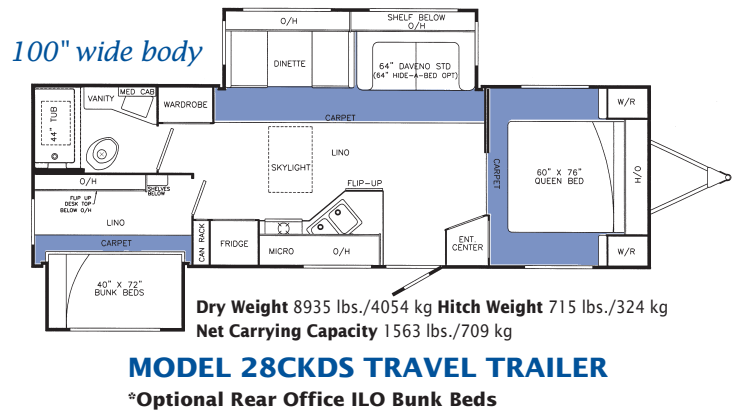 100" wide body
O/H
SHELF BELOW
O/H
DINETTE
64" DAVENO STD
(64" HIDE-A-BED OPT)
MED CAB
VANITY
WARDROBE
44" TUB
CARPET
LINO
SKYLIGHT
W/R
60" X 76"
QUEEN BED
CARPET
O/H
O/H
SHELVES
BELOW
FLIP UP
DESK TOP
BELOW O/H
FLIP-UP
LINO
CARPET
CAN RACK
FRIDGE
MICRO
O/H
ENT.
CENTER
W/R
40" X 72"
BUNK BEDS
Dry Weight 8935 lbs./4054 kg Hitch Weight 715 lbs./324 kg
Net Carrying Capacity 1563 lbs./709 kg
MODEL 28CKDS TRAVEL TRAILER
*Optional Rear Office ILO Bunk Beds